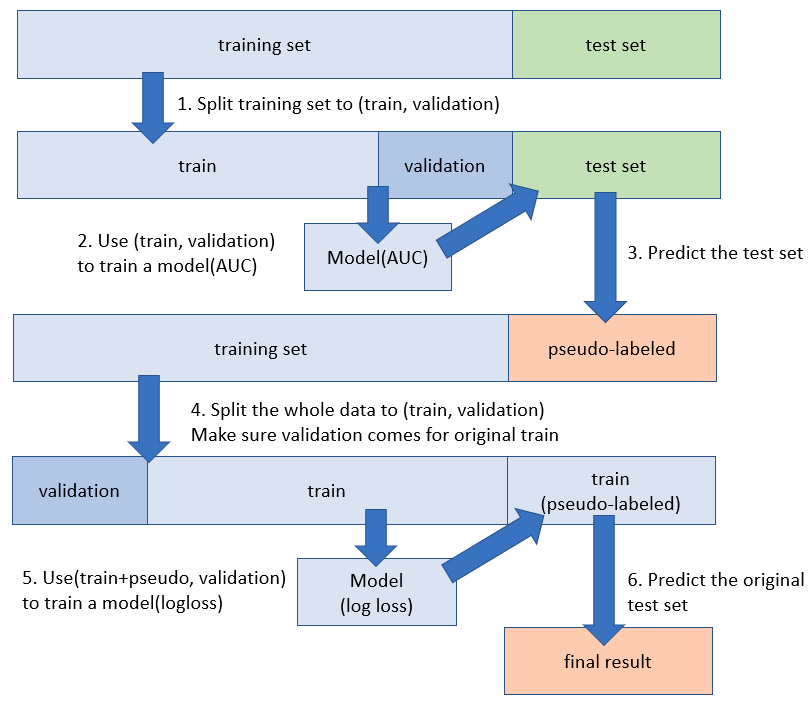 training set
test set
1. Split training set to (train, validation)
train
validation
test set
2. Use (train, validation)
to train a model(AUC)
Model(AUC)
3. Predict the test set
training set
pseudo-labeled
4. Split the whole data to (train, validation)
Make sure validation comes for original train
validation
train
train
(pseudo-labeled)
5. Use(train+pseudo, validation)
to train a model(logloss)
Model
(log loss)
6. Predict the original
test set
final result